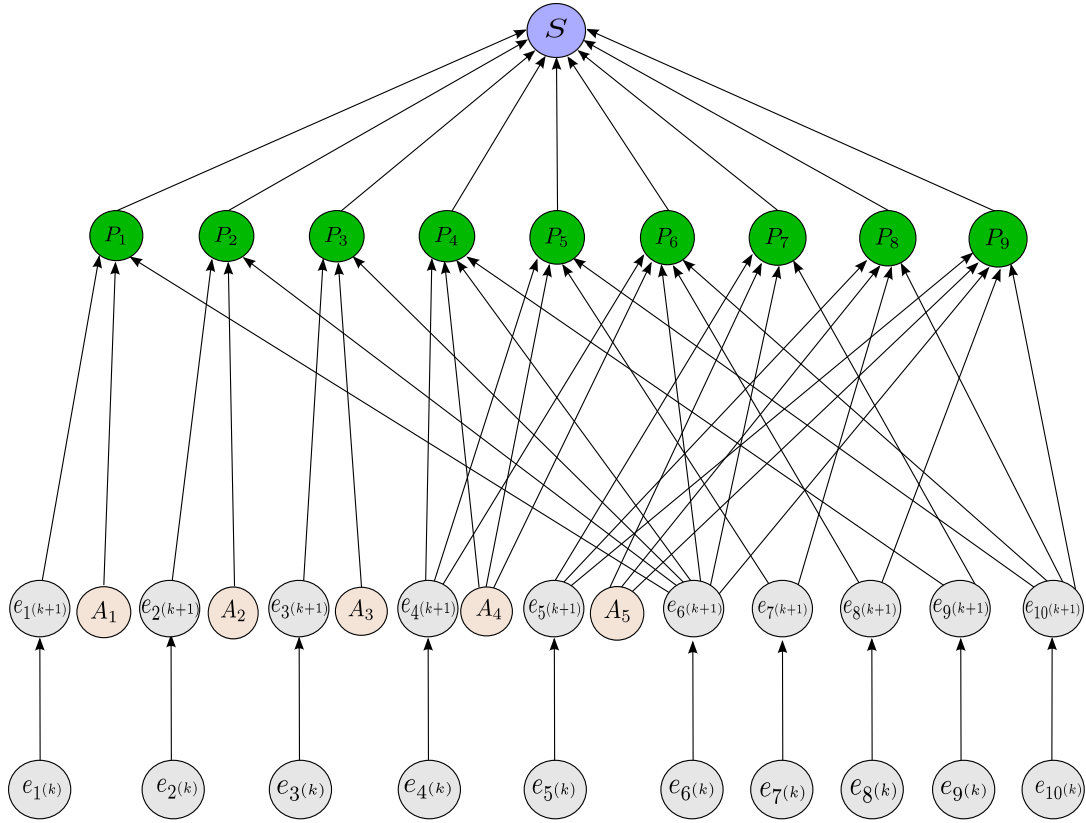 S
P₁ P₂ P₃ P₄ P₅ P₆ P₇ P₈ P₉
e₁(k+1) A₁ e₂(k+1) A₂ e₃(k+1) A₃ e₄(k+1) A₄ e₅(k+1) A₅ e₆(k+1) e₇(k+1) e₈(k+1) e₉(k+1) e₁₀(k+1)
e₁(k) e₂(k) e₃(k) e₄(k) e₅(k) e₆(k) e₇(k) e₈(k) e₉(k) e₁₀(k)